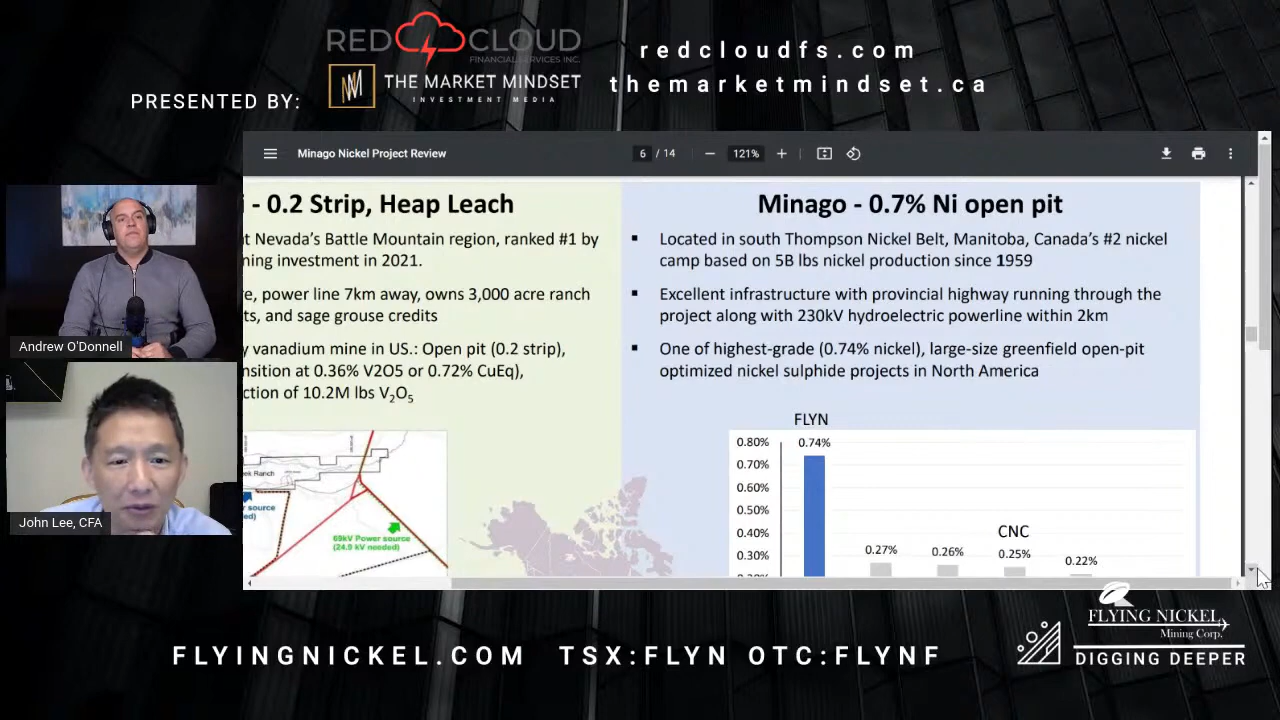 RED CLOUD
FINANCIAL SERVICES INC.
PRESENTED BY:
THE MARKET MINDSET
INVESTMENT MEDIA
redcloudfs.com
themarketmindset.ca
Minago Nickel Project Review
6 / 14
121%
- 0.2 Strip, Heap Leach
Nevada's Battle Mountain region, ranked #1 by
ning investment in 2021.
re, power line 7km away, owns 3,000 acre ranch
ts, and sage grouse credits
y vanadium mine in US.: Open pit (0.2 strip),
nsition at 0.36% V2O5 or 0.72% CuEq),
ction of 10.2M lbs V₂O₅
ek Ranch
69kV Power source
(24.9 kV needed)
Minago - 0.7% Ni open pit
▪ Located in south Thompson Nickel Belt, Manitoba, Canada's #2 nickel
camp based on 5B lbs nickel production since 1959
▪ Excellent infrastructure with provincial highway running through the
project along with 230kV hydroelectric powerline within 2km
▪ One of highest-grade (0.74% nickel), large-size greenfield open-pit
optimized nickel sulphide projects in North America
FLYN
0.80%
0.74%
0.70%
0.60%
0.50%
0.40%
0.30%
0.27%
0.26%
CNC
0.25%
0.22%
Andrew O'Donnell
John Lee, CFA
FLYINGNICKEL.COM TSX:FLYN OTC:FLYNF
FLYING NICKEL
Mining Corp.
DIGGING DEEPER